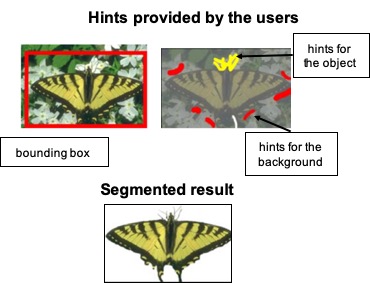 Hints provided by the users
hints for
the object
bounding box
hints for the
background
Segmented result